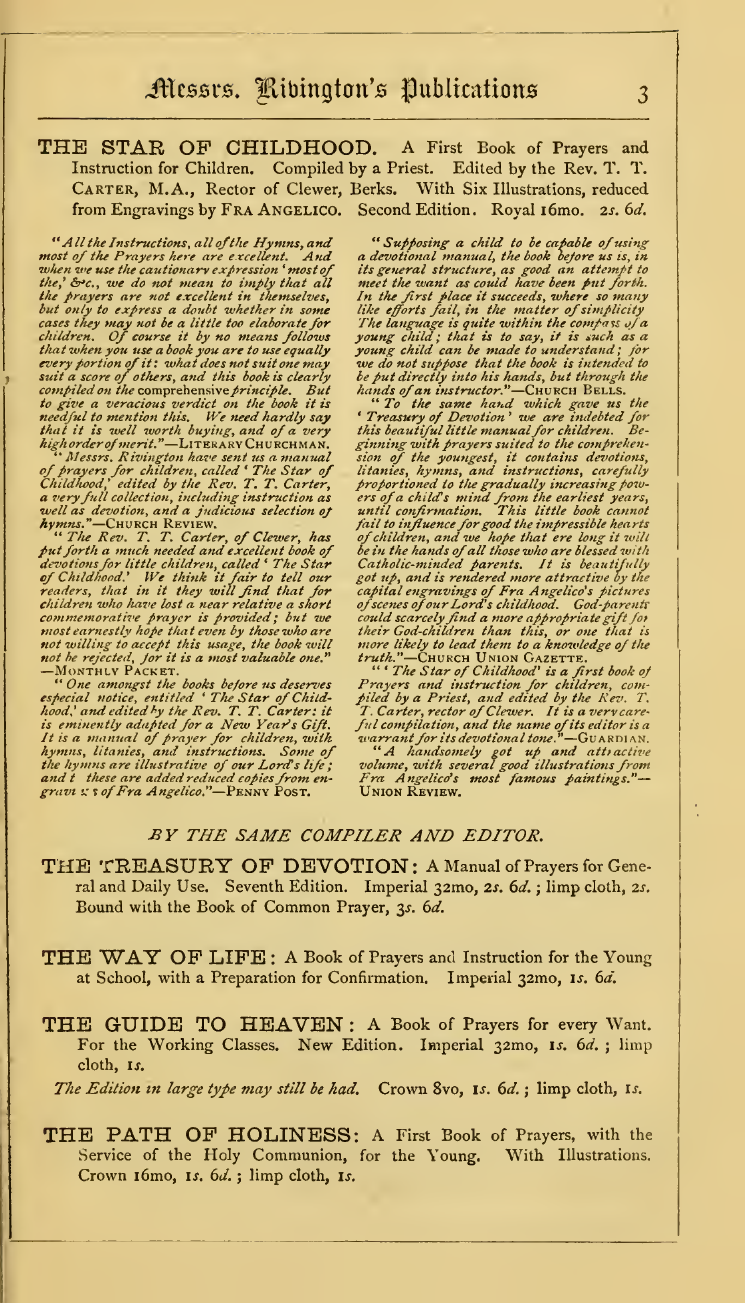 Messrs. Rivington's Publications 3
THE STAR OF CHILDHOOD. A First Book of Prayers and
Instruction for Children. Compiled by a Priest. Edited by the Rev. T. T.
CARTER, M.A., Rector of Clewer, Berks. With Six Illustrations, reduced
from Engravings by FRA ANGELICO. Second Edition. Royal 16mo. 2s. 6d.
"All the Instructions, all of the Hymns, and
most of the Prayers here are excellent. And
when we use the cautionary expression 'most of
the,' &c., we do not mean to imply that all
the prayers are not excellent in themselves,
but only to express a doubt whether in some
cases they may not be a little too elaborate for
children. Of course it by no means follows
that when you use a book you are to use equally
every portion of it: what does not suit one may
suit a score of others, and this book is clearly
compiled on the comprehensive principle. But
to give a veracious verdict on the book it is
needful to mention this. We need hardly say
that it is well worth buying, and of a very
high order of merit."—LITERARY CHURCHMAN.
"Messrs. Rivington have sent us a manual
of prayers for children, called 'The Star of
Childhood,' edited by the Rev. T. T. Carter,
a very full collection, including instruction as
well as devotion, and a judicious selection of
hymns."—CHURCH REVIEW.
"The Rev. T. T. Carter, of Clewer, has
put forth a much needed and excellent book of
devotions for little children, called 'The Star
of Childhood.' We think it fair to tell our
readers, that in it they will find that for
children who have lost a near relative a short
commemorative prayer is provided; but we
most earnestly hope that even by those who are
not willing to accept this usage, the book will
not be rejected, for it is a most valuable one."
—MONTHLY PACKET.
"One amongst the books before us deserves
especial notice, entitled 'The Star of Child-
hood,' and edited by the Rev. T. T. Carter: it
is eminently adapted for a New Year's Gift.
It is a manual of prayer for children, with
hymns, litanies, and instructions. Some of
the hymns are illustrative of our Lord's life;
and t these are added reduced copies from en-
gravi s of Fra Angelico."—PENNY POST.
"Supposing a child to be capable of using
a devotional manual, the book before us is, in
its general structure, as good an attempt to
meet the want as could have been put forth.
In the first place it succeeds, where so many
like efforts fail, in the matter of simplicity
The language is quite within the compass of a
young child; that is to say, it is such as a
young child can be made to understand; for
we do not suppose that the book is intended to
be put directly into his hands, but through the
hands of an instructor."—CHURCH BELLS.
"To the same hand which gave us the
'Treasury of Devotion' we are indebted for
this beautiful little manual for children. Be-
ginning with prayers suited to the comprehen-
sion of the youngest, it contains devotions,
litanies, hymns, and instructions, carefully
proportioned to the gradually increasing pow-
ers of a child's mind from the earliest years,
until confirmation. This little book cannot
fail to influence for good the impressible hearts
of children, and we hope that ere long it will
be in the hands of all those who are blessed with
Catholic-minded parents. It is beautifully
got up, and is rendered more attractive by the
capital engravings of Fra Angelico's pictures
of scenes of our Lord's childhood. God-parents
could scarcely find a more appropriate gift for
their God-children than this, or one that is
more likely to lead them to a knowledge of the
truth."—CHURCH UNION GAZETTE.
"'The Star of Childhood' is a first book of
Prayers and instruction for children, com-
piled by a Priest, and edited by the Rev. T.
T. Carter, rector of Clewer. It is a very care-
ful compilation, and the name of its editor is a
warrant for its devotional tone."—GUARDIAN.
"A handsomely got up and attractive
volume, with several good illustrations from
Fra Angelico's most famous paintings."—
UNION REVIEW.
BY THE SAME COMPILER AND EDITOR.
THE TREASURY OF DEVOTION: A Manual of Prayers for Gene-
ral and Daily Use. Seventh Edition. Imperial 32mo, 2s. 6d.; limp cloth, 2s.
Bound with the Book of Common Prayer, 3s. 6d.
THE WAY OF LIFE: A Book of Prayers and Instruction for the Young
at School, with a Preparation for Confirmation. Imperial 32mo, 1s. 6d.
THE GUIDE TO HEAVEN: A Book of Prayers for every Want.
For the Working Classes. New Edition. Imperial 32mo, 1s. 6d.; limp
cloth, 1s.
The Edition in large type may still be had. Crown 8vo, 1s. 6d.; limp cloth, 1s.
THE PATH OF HOLINESS: A First Book of Prayers, with the
Service of the Holy Communion, for the Young. With Illustrations.
Crown 16mo, 1s. 6d.; limp cloth, 1s.